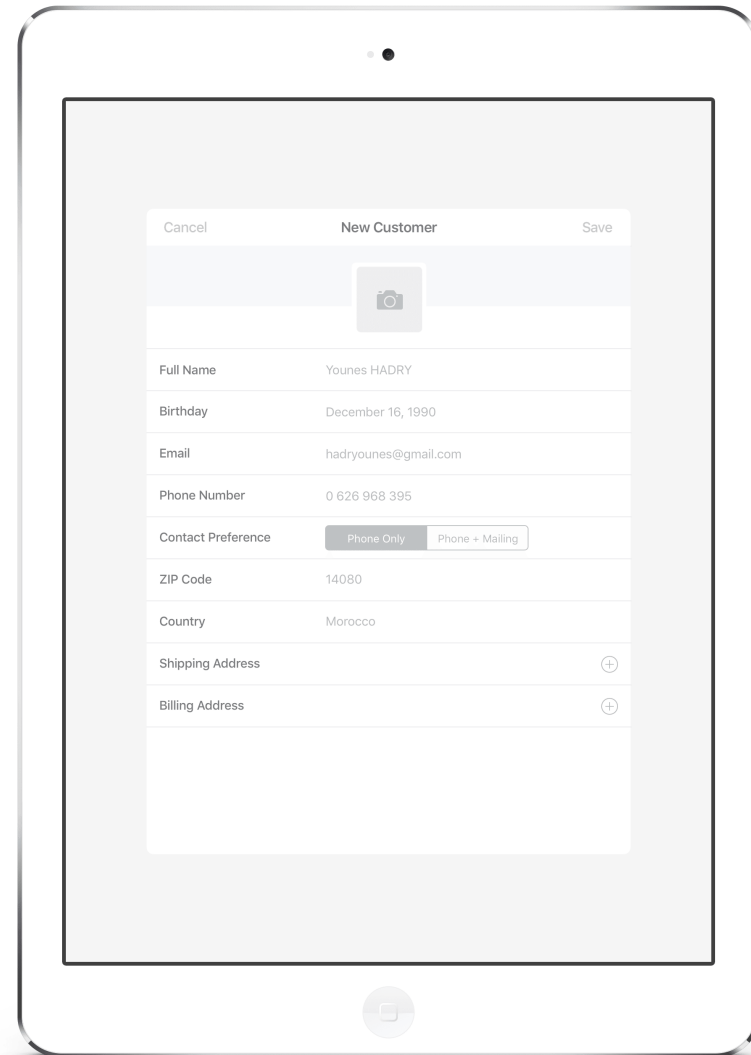 Cancel New Customer Save
Full Name Younes HADRY
Birthday December 16, 1990
Email hadryounes@gmail.com
Phone Number 0 626 968 395
Contact Preference Phone Only Phone + Mailing
ZIP Code 14080
Country Morocco
Shipping Address
Billing Address